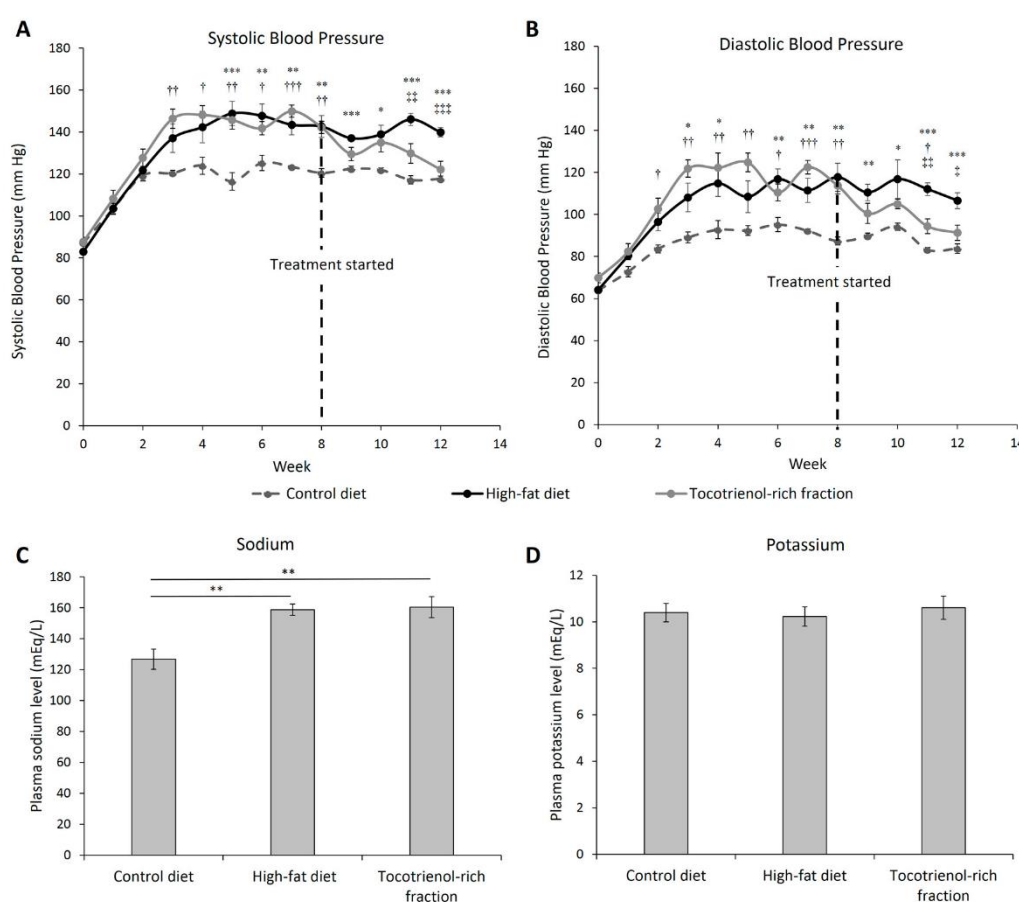 A
Systolic Blood Pressure
Systolic Blood Pressure (mm Hg)
180
160
140
120
100
80
60
40
20
0
*** ** ** ** *** ***
†† † †† † ††† †† *** * ‡‡ ‡‡‡
Treatment started
0 2 4 6 8 10 12 14
Week
B
Diastolic Blood Pressure
Diastolic Blood Pressure (mm Hg)
180
160
140
120
100
80
60
40
20
0
* * ** ** ** *** ***
† †† †† †† † ††† †† ** * † ‡‡ ‡
Treatment started
0 2 4 6 8 10 12 14
Week
Control diet High-fat diet Tocotrienol-rich fraction
C
Sodium
Plasma sodium level (mEq/L)
180
160
140
120
100
80
60
40
20
0
**
**
Control diet High-fat diet Tocotrienol-rich
fraction
D
Potassium
Plasma potassium level (mEq/L)
12
10
8
6
4
2
0
Control diet High-fat diet Tocotrienol-rich
fraction